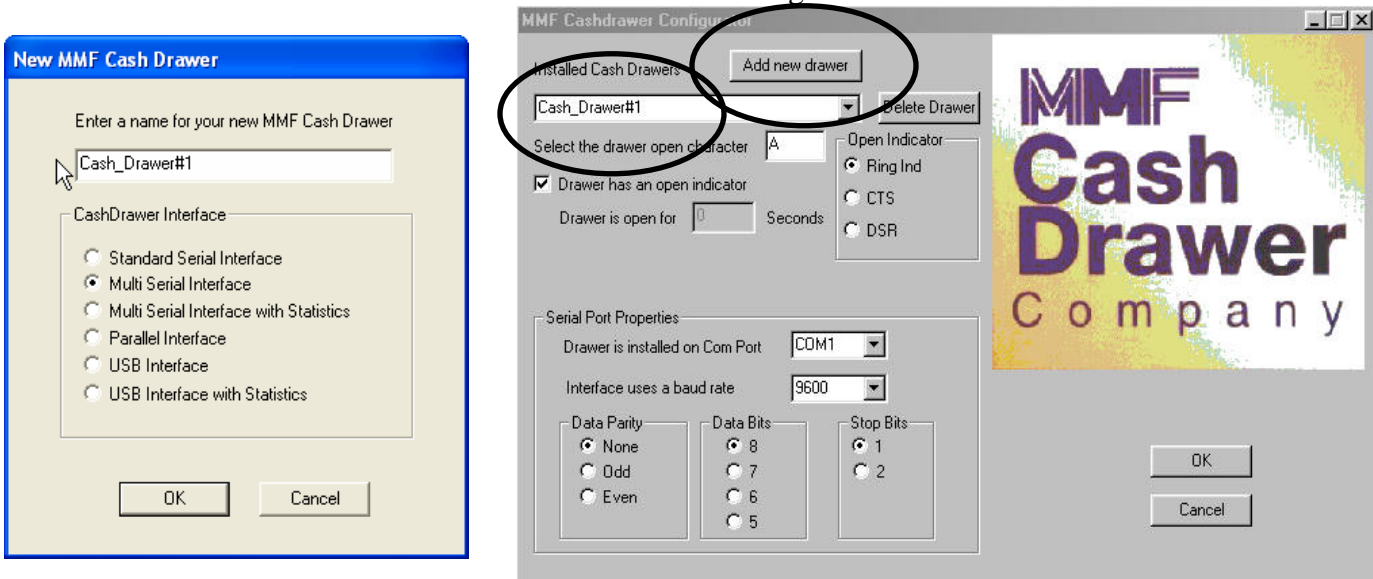 New MMF Cash Drawer
Enter a name for your new MMF Cash Drawer
Cash_Drawer#1
CashDrawer Interface
Standard Serial Interface
Multi Serial Interface
Multi Serial Interface with Statistics
Parallel Interface
USB Interface
USB Interface with Statistics
OK Cancel
MMF Cashdrawer Configurator
Installed Cash Drawers Add new drawer
Cash_Drawer#1 Delete Drawer
Select the drawer open character A
Drawer has an open indicator
Drawer is open for 0 Seconds
Open Indicator
Ring Ind
CTS
DSR
Serial Port Properties
Drawer is installed on Com Port COM1
Interface uses a baud rate 9600
Data Parity
None
Odd
Even
Data Bits
8
7
6
5
Stop Bits
1
2
MMF
Cash
Drawer
Company
OK
Cancel